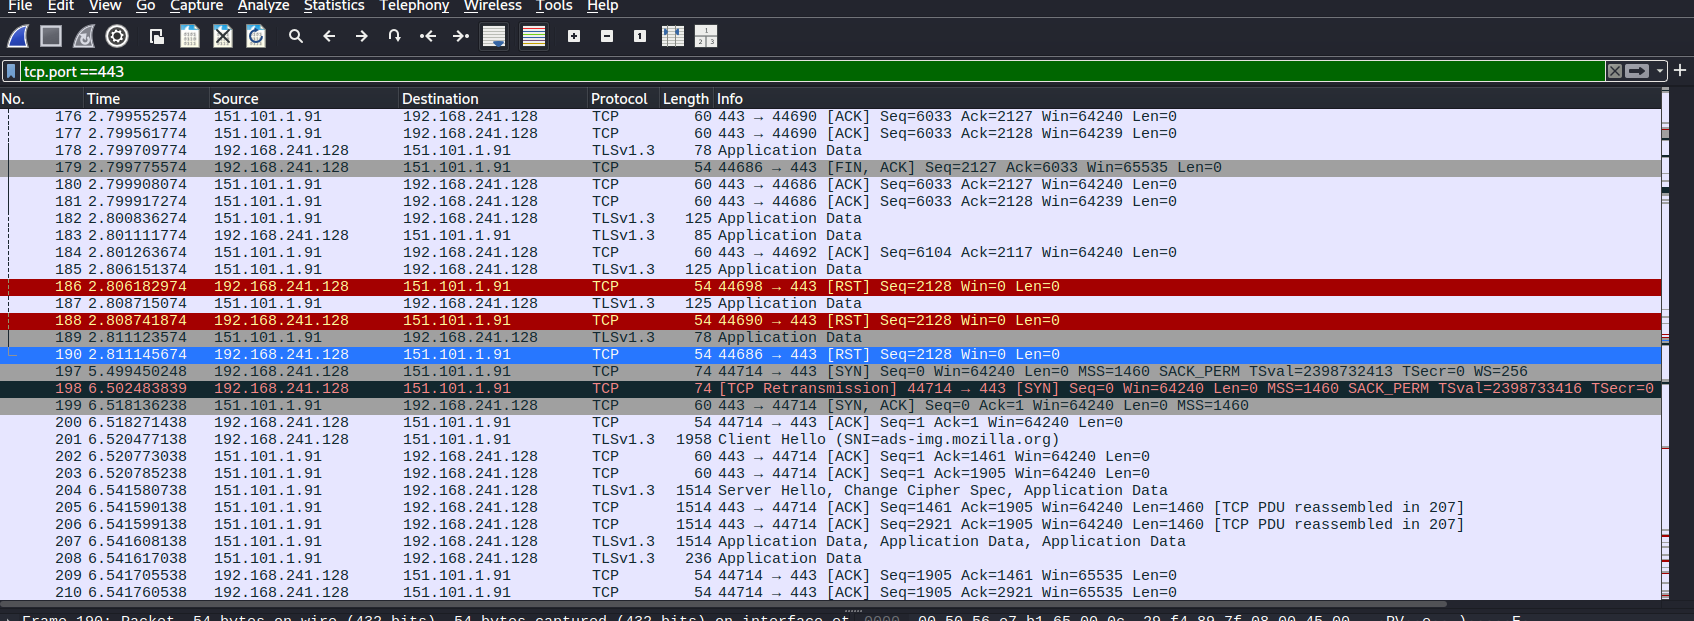 File Edit View Go Capture Analyze Statistics Telephony Wireless Tools Help
tcp.port ==443
No. Time Source Destination Protocol Length Info
176 2.799552574 151.101.1.91 192.168.241.128 TCP 60 443 → 44690 [ACK] Seq=6033 Ack=2127 Win=64240 Len=0
177 2.799561774 151.101.1.91 192.168.241.128 TCP 60 443 → 44690 [ACK] Seq=6033 Ack=2128 Win=64239 Len=0
178 2.799709774 151.101.1.91 192.168.241.128 TLSv1.3 78 Application Data
179 2.799775574 192.168.241.128 151.101.1.91 TCP 54 44686 → 443 [FIN, ACK] Seq=2127 Ack=6033 Win=65535 Len=0
180 2.799908074 151.101.1.91 192.168.241.128 TCP 60 443 → 44686 [ACK] Seq=6033 Ack=2127 Win=64240 Len=0
181 2.799917274 151.101.1.91 192.168.241.128 TCP 60 443 → 44686 [ACK] Seq=6033 Ack=2128 Win=64239 Len=0
182 2.800836274 151.101.1.91 192.168.241.128 TLSv1.3 125 Application Data
183 2.801111774 192.168.241.128 151.101.1.91 TLSv1.3 85 Application Data
184 2.801263674 151.101.1.91 192.168.241.128 TCP 60 443 → 44692 [ACK] Seq=6104 Ack=2117 Win=64240 Len=0
185 2.806151374 151.101.1.91 192.168.241.128 TLSv1.3 125 Application Data
186 2.806182974 192.168.241.128 151.101.1.91 TCP 54 44698 → 443 [RST] Seq=2128 Win=0 Len=0
187 2.808715074 151.101.1.91 192.168.241.128 TLSv1.3 125 Application Data
188 2.808741874 192.168.241.128 151.101.1.91 TCP 54 44690 → 443 [RST] Seq=2128 Win=0 Len=0
189 2.811123574 151.101.1.91 192.168.241.128 TLSv1.3 78 Application Data
190 2.811145674 192.168.241.128 151.101.1.91 TCP 54 44686 → 443 [RST] Seq=2128 Win=0 Len=0
197 5.499450248 192.168.241.128 151.101.1.91 TCP 74 44714 → 443 [SYN] Seq=0 Win=64240 Len=0 MSS=1460 SACK_PERM TSval=2398732413 TSecr=0 WS=256
198 6.502483839 192.168.241.128 151.101.1.91 TCP 74 [TCP Retransmission] 44714 → 443 [SYN] Seq=0 Win=64240 Len=0 MSS=1460 SACK_PERM TSval=2398733416 TSecr=0
199 6.518136238 151.101.1.91 192.168.241.128 TCP 60 443 → 44714 [SYN, ACK] Seq=0 Ack=1 Win=64240 Len=0 MSS=1460
200 6.518271438 192.168.241.128 151.101.1.91 TCP 54 44714 → 443 [ACK] Seq=1 Ack=1 Win=64240 Len=0
201 6.520477138 192.168.241.128 151.101.1.91 TLSv1.3 1958 Client Hello (SNI=ads-img.mozilla.org)
202 6.520773038 151.101.1.91 192.168.241.128 TCP 60 443 → 44714 [ACK] Seq=1 Ack=1461 Win=64240 Len=0
203 6.520785238 151.101.1.91 192.168.241.128 TCP 60 443 → 44714 [ACK] Seq=1 Ack=1905 Win=64240 Len=0
204 6.541580738 151.101.1.91 192.168.241.128 TLSv1.3 1514 Server Hello, Change Cipher Spec, Application Data
205 6.541590138 151.101.1.91 192.168.241.128 TCP 1514 443 → 44714 [ACK] Seq=1461 Ack=1905 Win=64240 Len=1460 [TCP PDU reassembled in 207]
206 6.541599138 151.101.1.91 192.168.241.128 TCP 1514 443 → 44714 [ACK] Seq=2921 Ack=1905 Win=64240 Len=1460 [TCP PDU reassembled in 207]
207 6.541608138 151.101.1.91 192.168.241.128 TLSv1.3 1514 Application Data, Application Data, Application Data
208 6.541617038 151.101.1.91 192.168.241.128 TLSv1.3 236 Application Data
209 6.541705538 192.168.241.128 151.101.1.91 TCP 54 44714 → 443 [ACK] Seq=1905 Ack=1461 Win=65535 Len=0
210 6.541760538 192.168.241.128 151.101.1.91 TCP 54 44714 → 443 [ACK] Seq=1905 Ack=2921 Win=65535 Len=0
Frame 190: Packet, 54 bytes on wire (432 bits), 54 bytes captured (432 bits) on interface